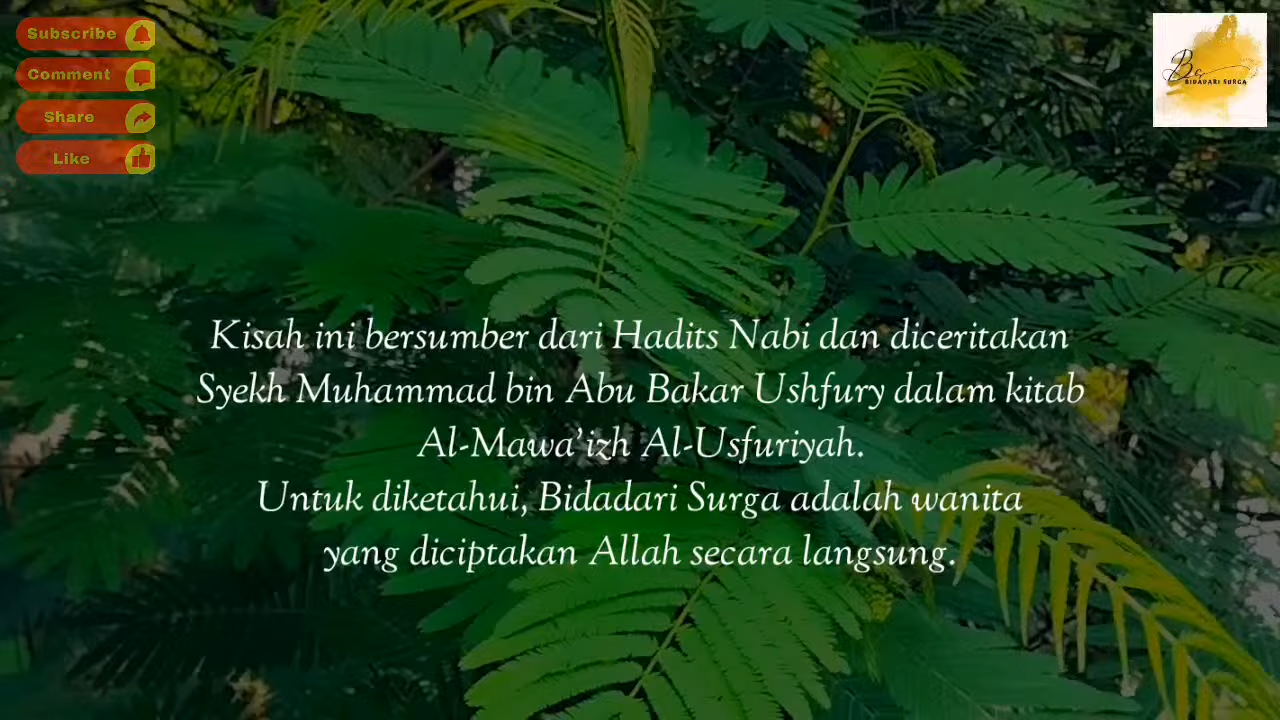 Subscribe
Comment
Share
Like
Bs
BIDADARI SURGA
Kisah ini bersumber dari Hadits Nabi dan diceritakan
Syekh Muhammad bin Abu Bakar Ushfury dalam kitab
Al-Mawa'izh Al-Usfuriyah.
Untuk diketahui, Bidadari Surga adalah wanita
yang diciptakan Allah secara langsung.